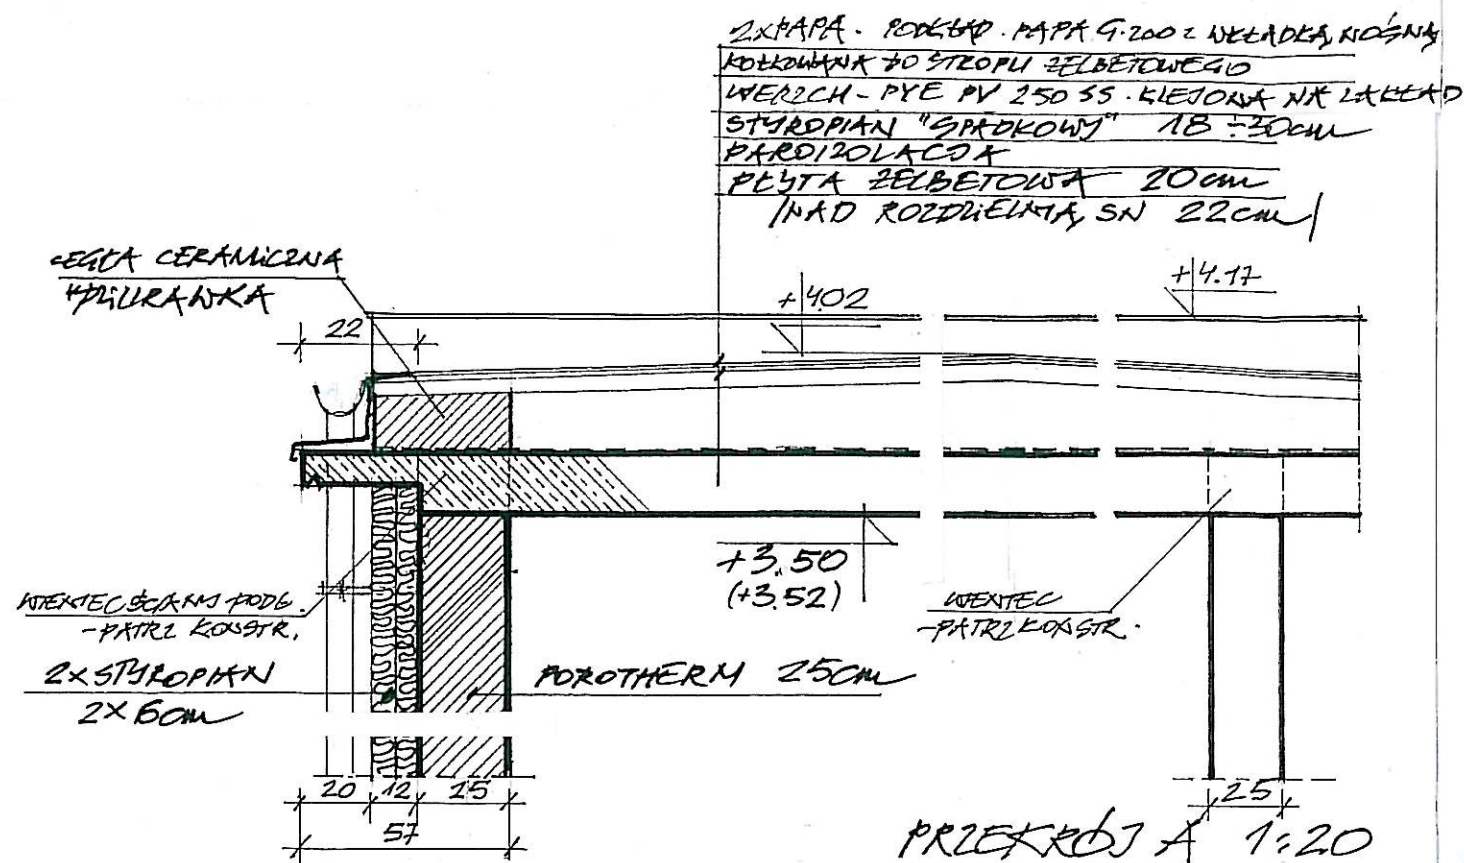 2XPAPA. PODKŁAD. PAPA G.200 z WKŁADKĄ NOŚNĄ
KOŁKOWANA DO STROPU ŻELBETOWEGO
WIERZCH - PYE PV 250 SS. KLEJONA NA ZAKŁAD
STYROPIAN "SPADKOWY" 18÷30cm
PAROIZOLACJA
PŁYTA ŻELBETOWA 20cm
/NAD ROZDZIELNIĄ SN 22cm/
CEGŁA CERAMICZNA
"DZIURAWKA
+4.17
+4.02
22
+3.50
(+3.52)
WIENIEC ŚCIANY PODŁ.
-PATRZ KONSTR.
WIENIEC
-PATRZ KONSTR.
2X STYROPIAN
2X 6cm
POROTHERM 25cm
20 12 25
25
57
PRZEKRÓJ A 1:20